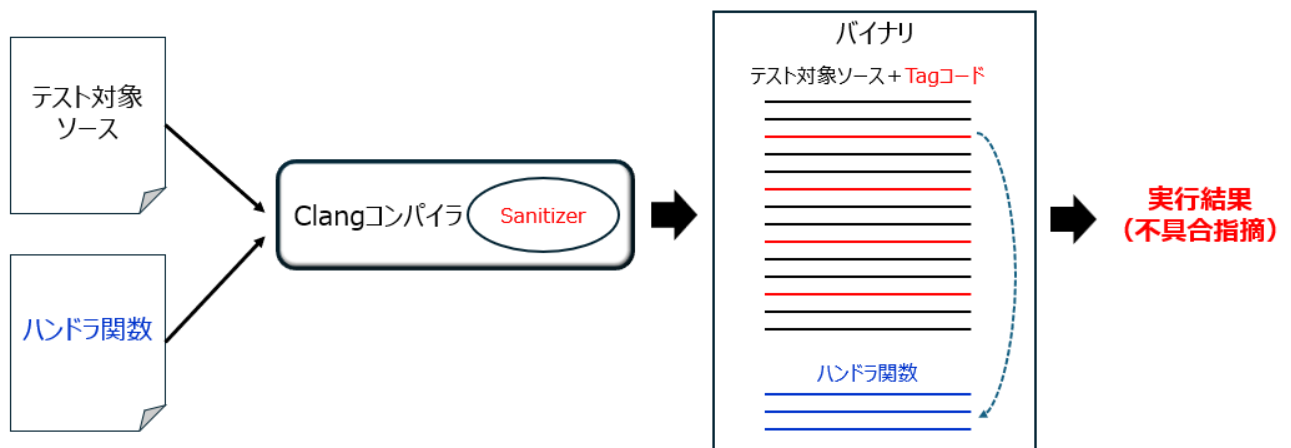 テスト対象
ソース
ハンドラ関数
Clangコンパイラ
Sanitizer
バイナリ
テスト対象ソース+Tagコード
ハンドラ関数
実行結果
(不具合指摘)